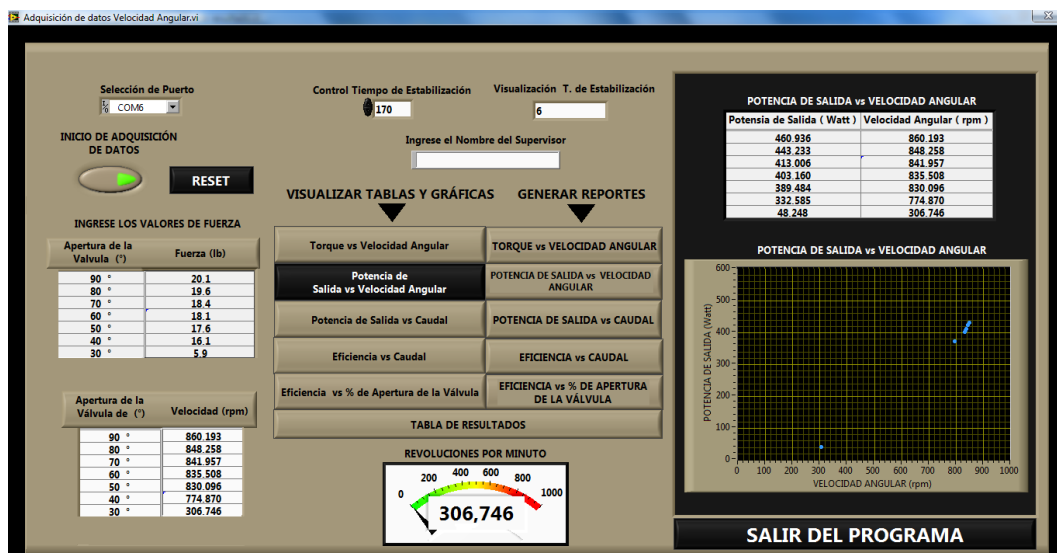 Adquisición de datos Velocidad Angular.vi
Selección de Puerto
COM6
INICIO DE ADQUISICIÓN
DE DATOS
RESET
Control Tiempo de Estabilización
170
Visualización T. de Estabilización
6
Ingrese el Nombre del Supervisor
VISUALIZAR TABLAS Y GRÁFICAS
GENERAR REPORTES
INGRESE LOS VALORES DE FUERZA
Apertura de la
Valvula (°)
Fuerza (lb)
90 ° 20.1
80 ° 19.6
70 ° 18.4
60 ° 18.1
50 ° 17.6
40 ° 16.1
30 ° 5.9
Apertura de la
Válvula de (°)
Velocidad (rpm)
90 ° 860.193
80 ° 848.258
70 ° 841.957
60 ° 835.508
50 ° 830.096
40 ° 774.870
30 ° 306.746
Torque vs Velocidad Angular
TORQUE vs VELOCIDAD ANGULAR
Potencia de
Salida vs Velocidad Angular
POTENCIA DE SALIDA vs VELOCIDAD
ANGULAR
Potencia de Salida vs Caudal
POTENCIA DE SALIDA vs CAUDAL
Eficiencia vs Caudal
EFICIENCIA vs CAUDAL
Eficiencia vs % de Apertura de la Válvula
EFICIENCIA vs % DE APERTURA
DE LA VÁLVULA
TABLA DE RESULTADOS
REVOLUCIONES POR MINUTO
0 200 400 600 800 1000
306,746
POTENCIA DE SALIDA vs VELOCIDAD ANGULAR
Potensia de Salida ( Watt ) Velocidad Angular ( rpm )
460.936 860.193
443.233 848.258
413.006 841.957
403.160 835.508
389.484 830.096
332.585 774.870
48.248 306.746
POTENCIA DE SALIDA vs VELOCIDAD ANGULAR
POTENCIA DE SALIDA (Watt)
600
500
400
300
200
100
0
0 100 200 300 400 500 600 700 800 900 1000
VELOCIDAD ANGULAR (rpm)
SALIR DEL PROGRAMA